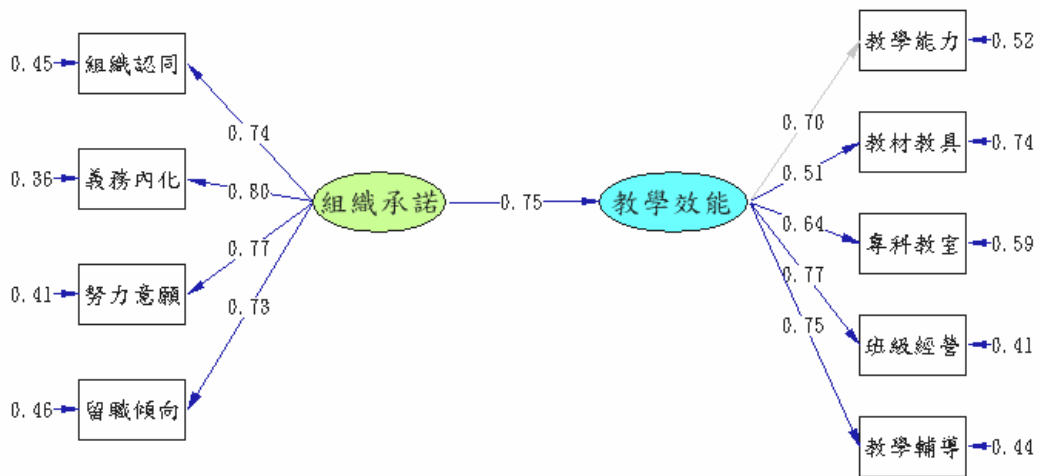 0.45
組織認同
0.74
0.36
義務內化
0.80
0.41
努力意願
0.77
0.46
留職傾向
0.73
組織承諾
0.75
教學效能
0.70
教學能力
0.52
0.51
教材教具
0.74
0.64
專科教室
0.59
0.77
班級經營
0.41
0.75
教學輔導
0.44